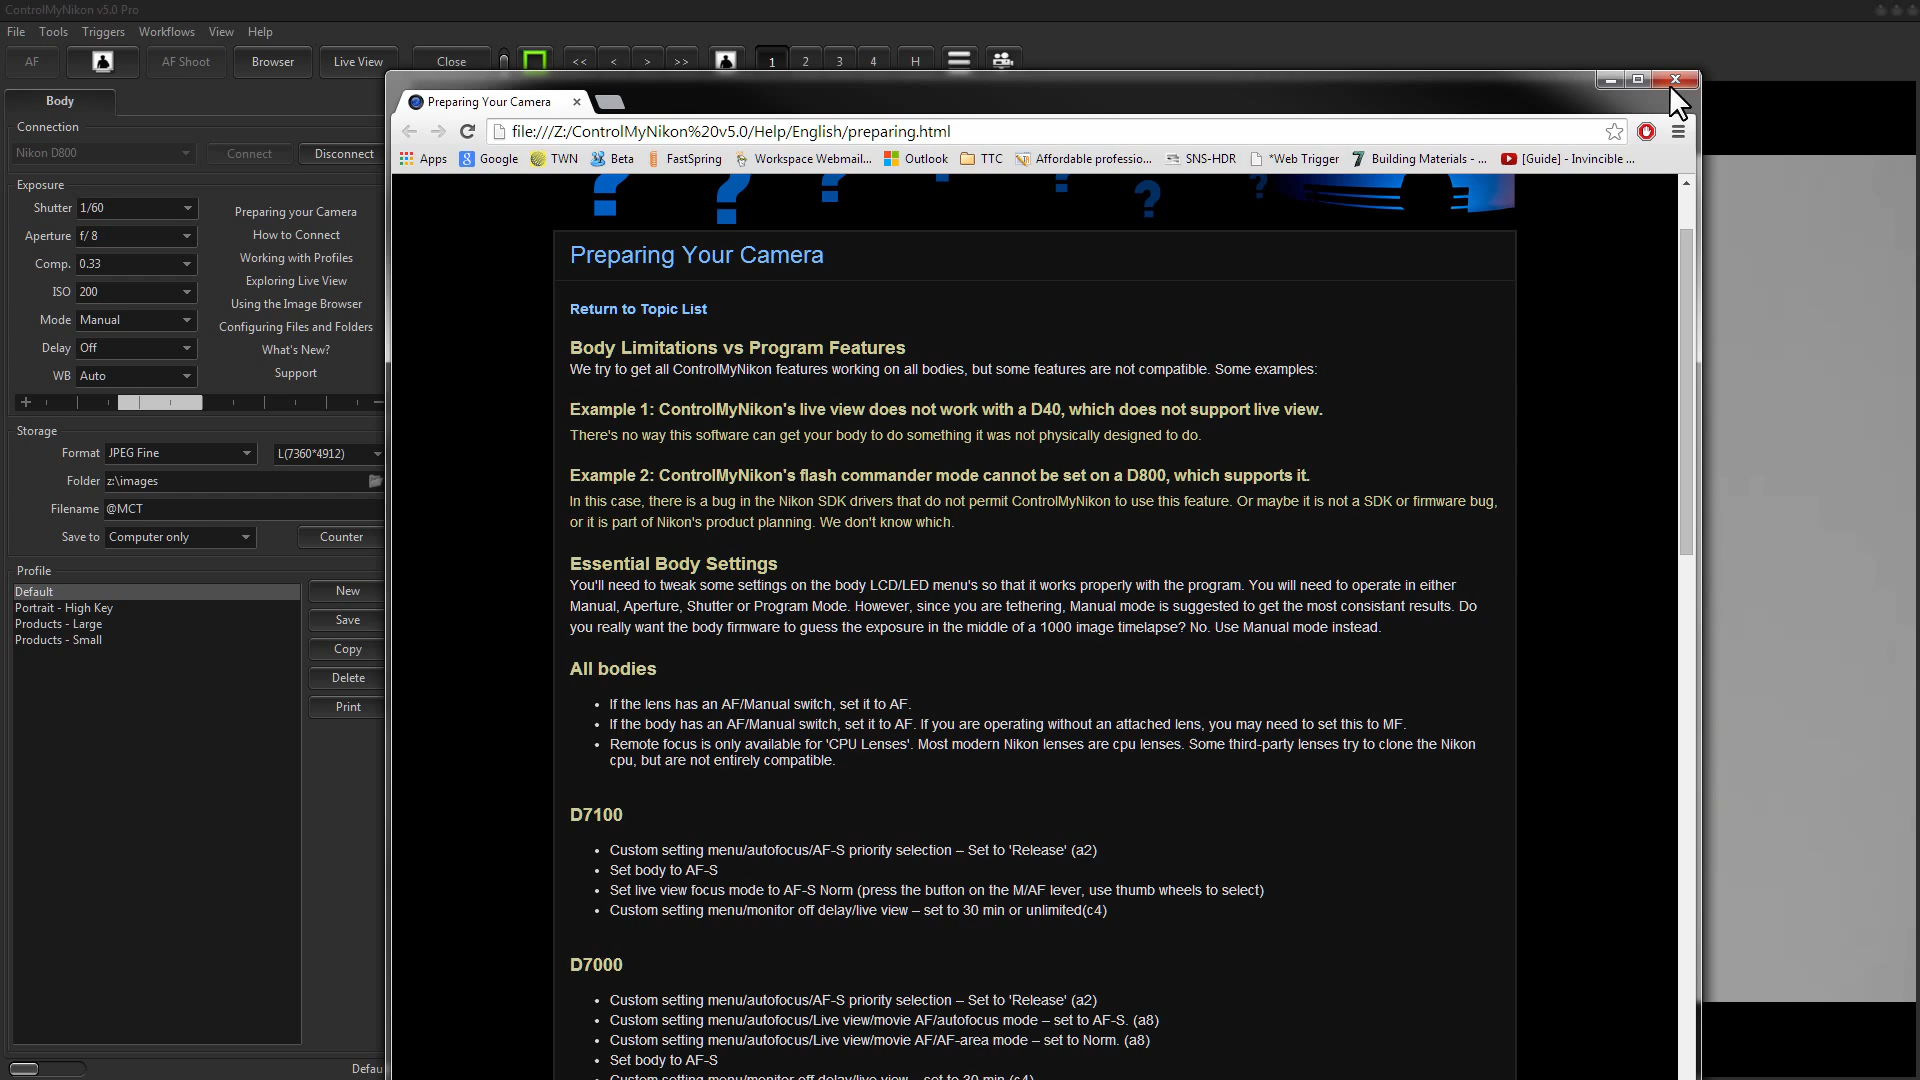 ControlMyNikon v5.0 Pro
File Tools Triggers Workflows View Help
AF AF Shoot Browser Live View Close << < > >> 1 2 3 4 H
Body
Connection
Nikon D800 Connect Disconnect
Exposure
Shutter 1/60
Aperture f/ 8
Comp. 0.33
ISO 200
Mode Manual
Delay Off
WB Auto
Preparing your Camera
How to Connect
Working with Profiles
Exploring Live View
Using the Image Browser
Configuring Files and Folders
What's New?
Support
Storage
Format JPEG Fine L(7360*4912)
Folder z:\images
Filename @MCT
Save to Computer only Counter
Profile
Default
Portrait - High Key
Products - Large
Products - Small
New
Save
Copy
Delete
Print
Defau
Preparing Your Camera
file:///Z:/ControlMyNikon%20v5.0/Help/English/preparing.html
Apps Google TWN Beta FastSpring Workspace Webmail... Outlook TTC Affordable professio... SNS-HDR *Web Trigger Building Materials - ... [Guide] - Invincible ...
Preparing Your Camera
Return to Topic List
Body Limitations vs Program Features
We try to get all ControlMyNikon features working on all bodies, but some features are not compatible. Some examples:
Example 1: ControlMyNikon's live view does not work with a D40, which does not support live view.
There's no way this software can get your body to do something it was not physically designed to do.
Example 2: ControlMyNikon's flash commander mode cannot be set on a D800, which supports it.
In this case, there is a bug in the Nikon SDK drivers that do not permit ControlMyNikon to use this feature. Or maybe it is not a SDK or firmware bug,
or it is part of Nikon's product planning. We don't know which.
Essential Body Settings
You'll need to tweak some settings on the body LCD/LED menu's so that it works properly with the program. You will need to operate in either
Manual, Aperture, Shutter or Program Mode. However, since you are tethering, Manual mode is suggested to get the most consistant results. Do
you really want the body firmware to guess the exposure in the middle of a 1000 image timelapse? No. Use Manual mode instead.
All bodies
• If the lens has an AF/Manual switch, set it to AF.
• If the body has an AF/Manual switch, set it to AF. If you are operating without an attached lens, you may need to set this to MF.
• Remote focus is only available for 'CPU Lenses'. Most modern Nikon lenses are cpu lenses. Some third-party lenses try to clone the Nikon
cpu, but are not entirely compatible.
D7100
• Custom setting menu/autofocus/AF-S priority selection – Set to 'Release' (a2)
• Set body to AF-S
• Set live view focus mode to AF-S Norm (press the button on the M/AF lever, use thumb wheels to select)
• Custom setting menu/monitor off delay/live view – set to 30 min or unlimited(c4)
D7000
• Custom setting menu/autofocus/AF-S priority selection – Set to 'Release' (a2)
• Custom setting menu/autofocus/Live view/movie AF/autofocus mode – set to AF-S. (a8)
• Custom setting menu/autofocus/Live view/movie AF/AF-area mode – set to Norm. (a8)
• Set body to AF-S
• Custom setting menu/monitor off delay/live view – set to 30 min (c4)